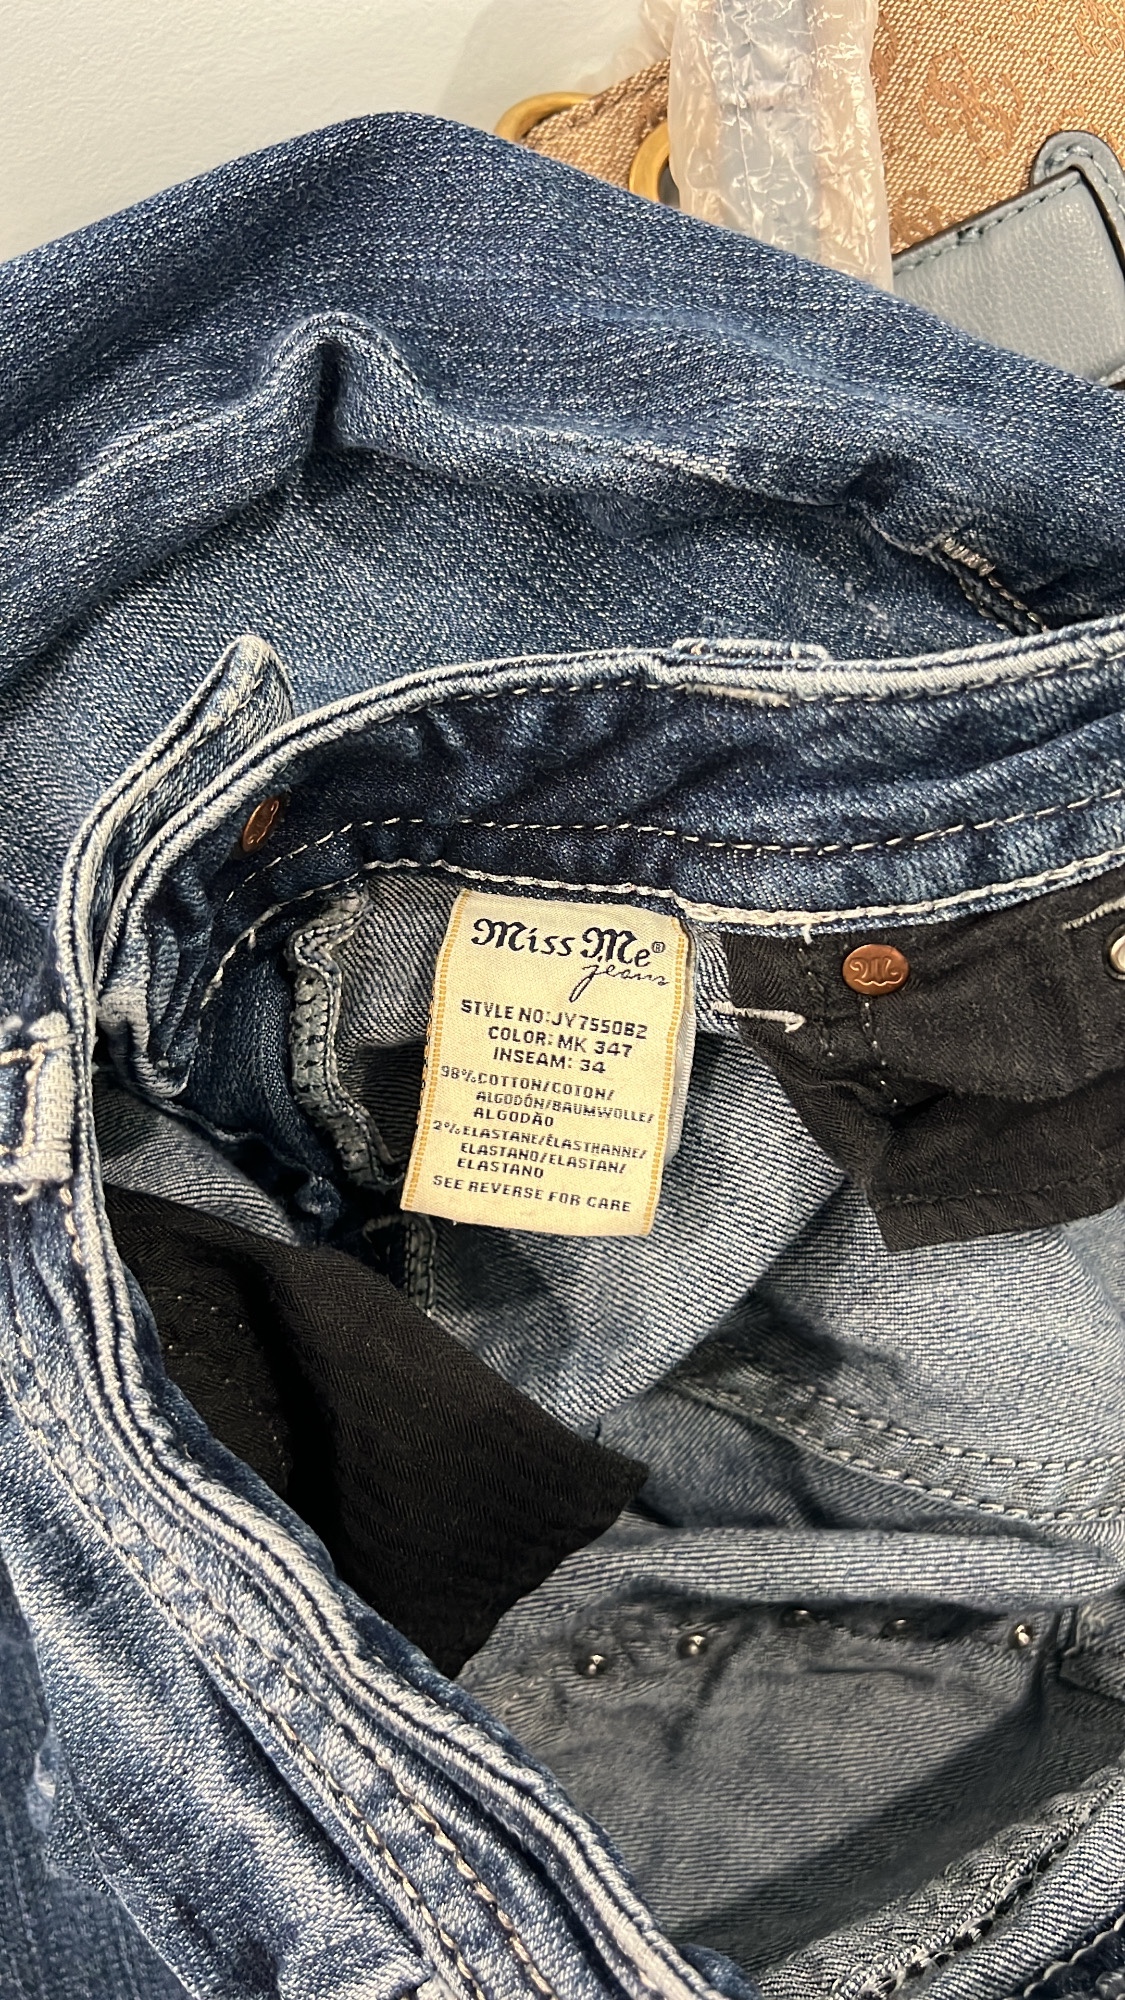 Miss Me®
jeans
STYLE NO:JY7550B2
COLOR: MK 347
INSEAM: 34
98%COTTON/COTON/
ALGODÓN/BAUMWOLLE/
ALGODÃO
2%ELASTANE/ÉLASTHANNE/
ELASTANO/ELASTAN/
ELASTANO
SEE REVERSE FOR CARE
M